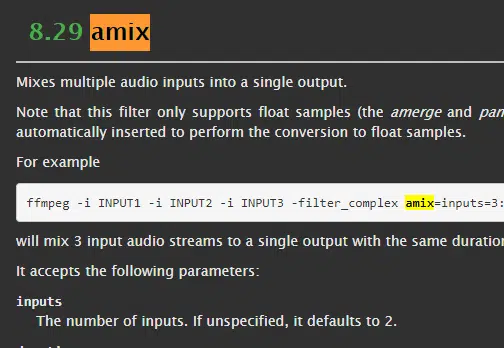 8.29 amix
Mixes multiple audio inputs into a single output.
Note that this filter only supports float samples (the amerge and pan
automatically inserted to perform the conversion to float samples.
For example
ffmpeg -i INPUT1 -i INPUT2 -i INPUT3 -filter_complex amix=inputs=3:
will mix 3 input audio streams to a single output with the same duration
It accepts the following parameters:
inputs
The number of inputs. If unspecified, it defaults to 2.